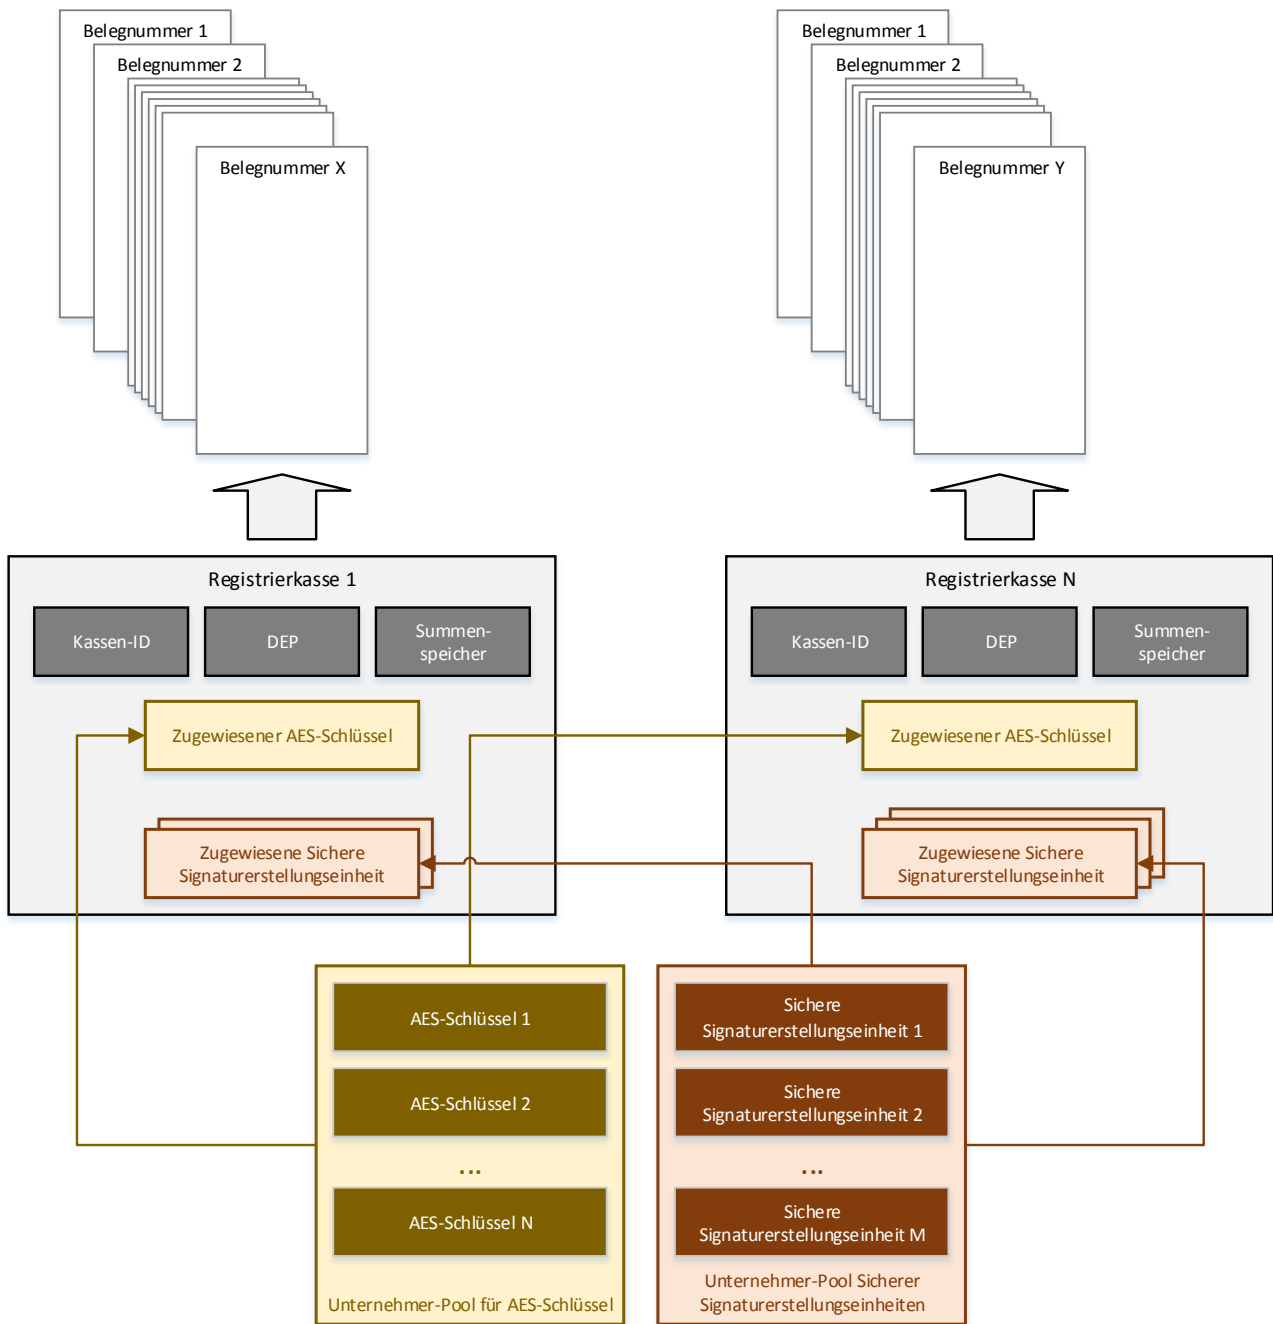 Belegnummer 1
Belegnummer 2
Belegnummer X
Belegnummer 1
Belegnummer 2
Belegnummer Y
Registrierkasse 1
Kassen-ID
DEP
Summen-
speicher
Zugewiesener AES-Schlüssel
Zugewiesene Sichere
Signaturerstellungseinheit
Registrierkasse N
Kassen-ID
DEP
Summen-
speicher
Zugewiesener AES-Schlüssel
Zugewiesene Sichere
Signaturerstellungseinheit
AES-Schlüssel 1
AES-Schlüssel 2
...
AES-Schlüssel N
Unternehmer-Pool für AES-Schlüssel
Sichere
Signaturerstellungseinheit 1
Sichere
Signaturerstellungseinheit 2
...
Sichere
Signaturerstellungseinheit M
Unternehmer-Pool Sicherer
Signaturerstellungseinheiten